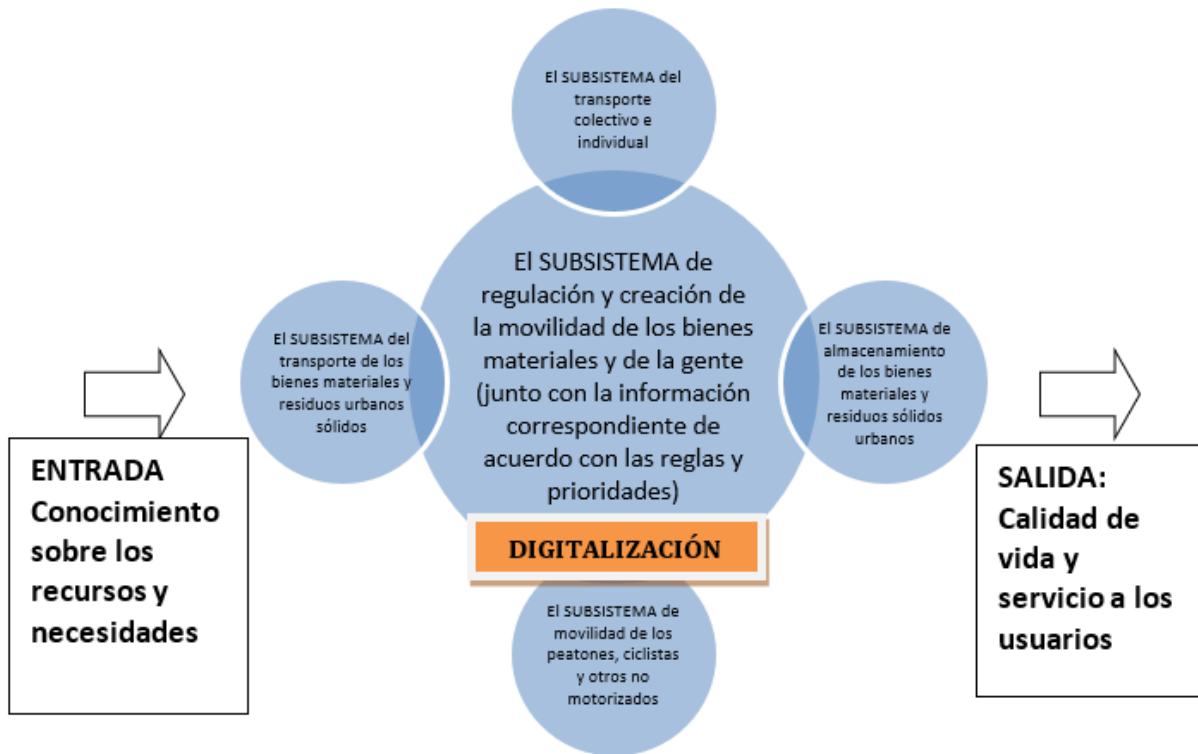 El SUBSISTEMA del
transporte
colectivo e
individual
El SUBSISTEMA de
regulación y creación de
la movilidad de los bienes
materiales y de la gente
(junto con la información
correspondiente de
acuerdo con las reglas y
prioridades)
El SUBSISTEMA del
transporte de los
bienes materiales y
residuos urbanos
sólidos
El SUBSISTEMA de
almacenamiento
de los bienes
materiales y
residuos sólidos
urbanos
ENTRADA
Conocimiento
sobre los
recursos y
necesidades
SALIDA:
Calidad de
vida y
servicio a los
usuarios
DIGITALIZACIÓN
El SUBSISTEMA de
movilidad de los
peatones, ciclistas
y otros no
motorizados